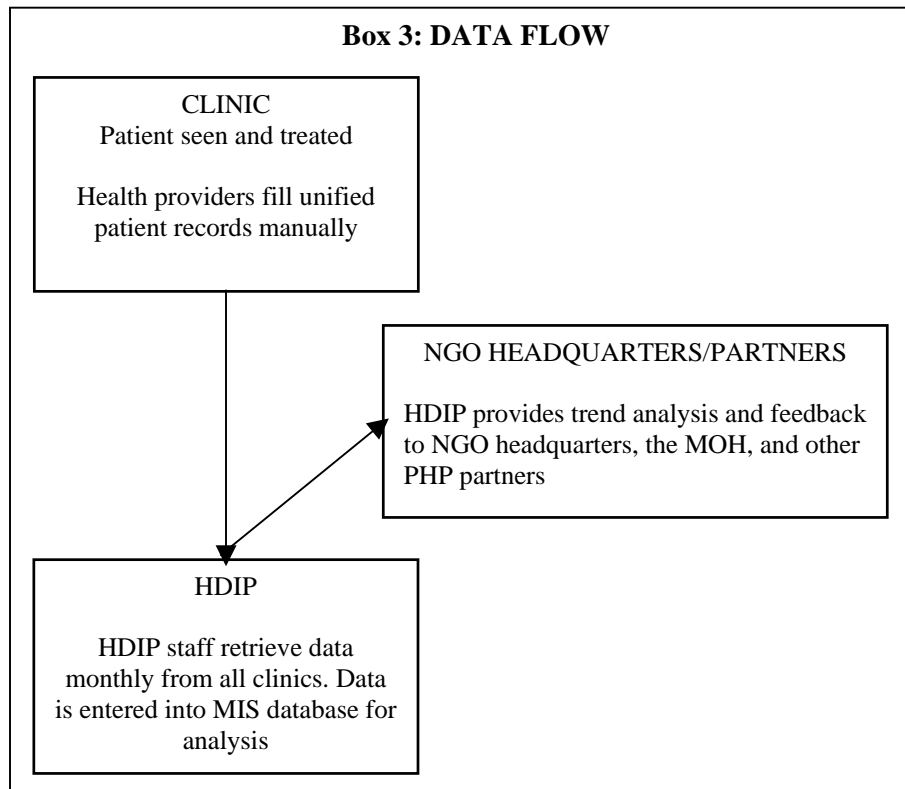 Box 3: DATA FLOW
CLINIC
Patient seen and treated
Health providers fill unified
patient records manually
NGO HEADQUARTERS/PARTNERS
HDIP provides trend analysis and feedback
to NGO headquarters, the MOH, and other
PHP partners
HDIP
HDIP staff retrieve data
monthly from all clinics. Data
is entered into MIS database for
analysis